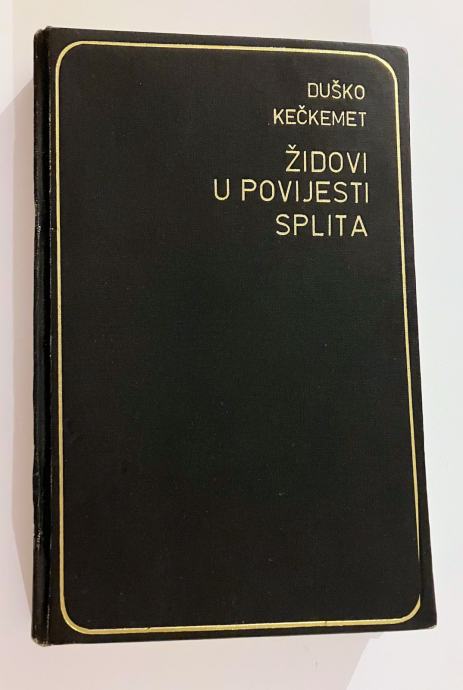 DUŠKO
KEČKEMET
ŽIDOVI
U POVIJESTI
SPLITA